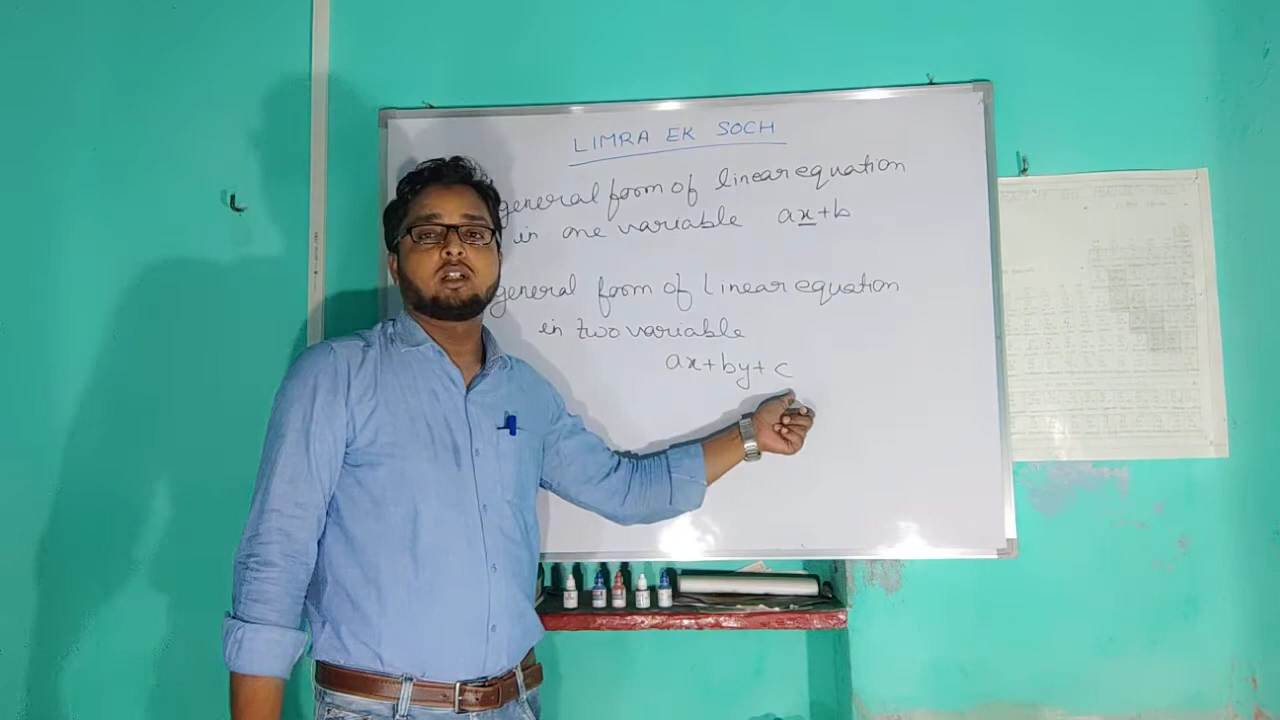 LIMRA EK SOCH
general form of linear equation
in one variable ax+b
general form of linear equation
in two variable
ax+by+c